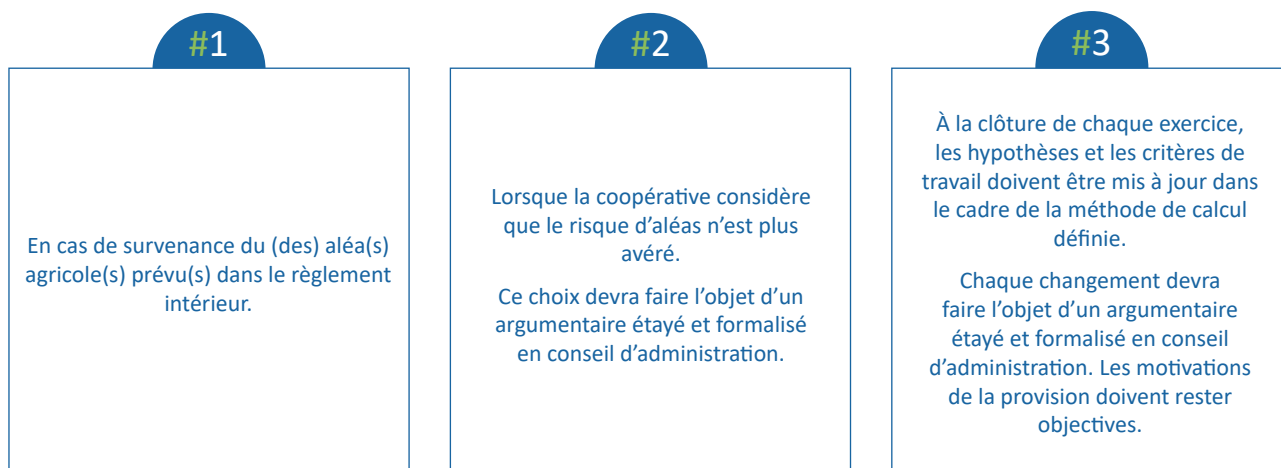 #1
En cas de survenance du (des) aléa(s)
agricole(s) prévu(s) dans le règlement
intérieur.
#2
Lorsque la coopérative considère
que le risque d’aléas n’est plus
avéré.
Ce choix devra faire l’objet d’un
argumentaire étayé et formalisé
en conseil d’administration.
#3
À la clôture de chaque exercice,
les hypothèses et les critères de
travail doivent être mis à jour dans
le cadre de la méthode de calcul
définie.
Chaque changement devra
faire l’objet d’un argumentaire
étayé et formalisé en conseil
d’administration. Les motivations
de la provision doivent rester
objectives.